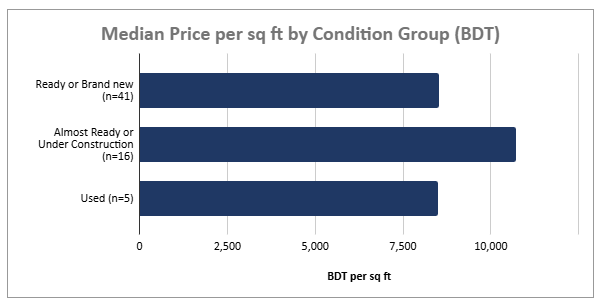 Median Price per sq ft by Condition Group (BDT)
Ready or Brand new
(n=41)
Almost Ready or
Under Construction
(n=16)
Used (n=5)
0
2,500
5,000
7,500
10,000
BDT per sq ft